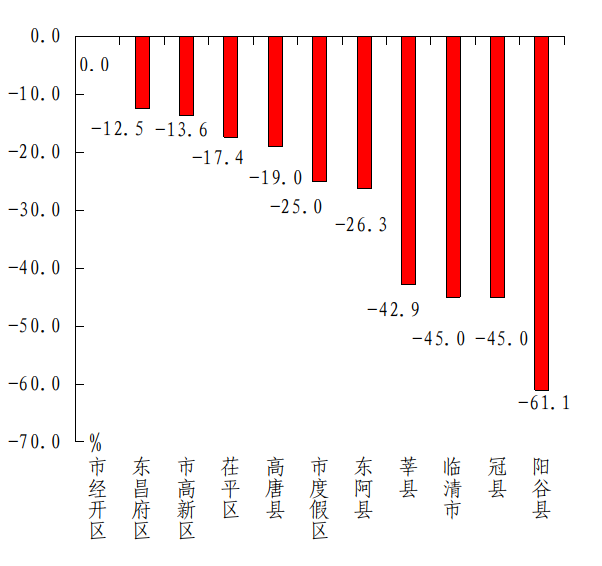 0.0
-10.0
-20.0
-30.0
-40.0
-50.0
-60.0
-70.0
%
0.0
-12.5
-13.6
-17.4
-19.0
-25.0
-26.3
-42.9
-45.0
-45.0
-61.1
市经开区
东昌府区
市高新区
茌平区
高唐县
市度假区
东阿县
莘县
临清市
冠县
阳谷县